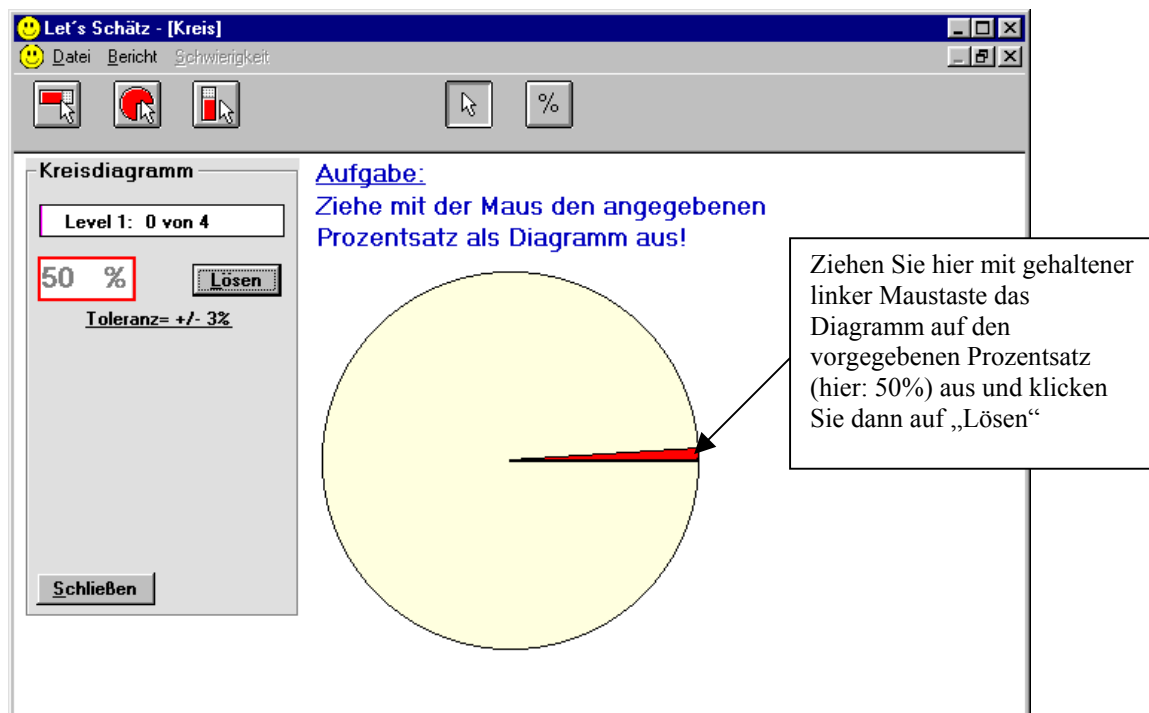 Let´s Schätz - [Kreis]
Datei Bericht Schwierigkeit
%
Kreisdiagramm
Level 1: 0 von 4
50 %
Lösen
Toleranz= +/- 3%
Schließen
Aufgabe:
Ziehe mit der Maus den angegebenen
Prozentsatz als Diagramm aus!
Ziehen Sie hier mit gehaltener
linker Maustaste das
Diagramm auf den
vorgegebenen Prozentsatz
(hier: 50%) aus und klicken
Sie dann auf „Lösen“